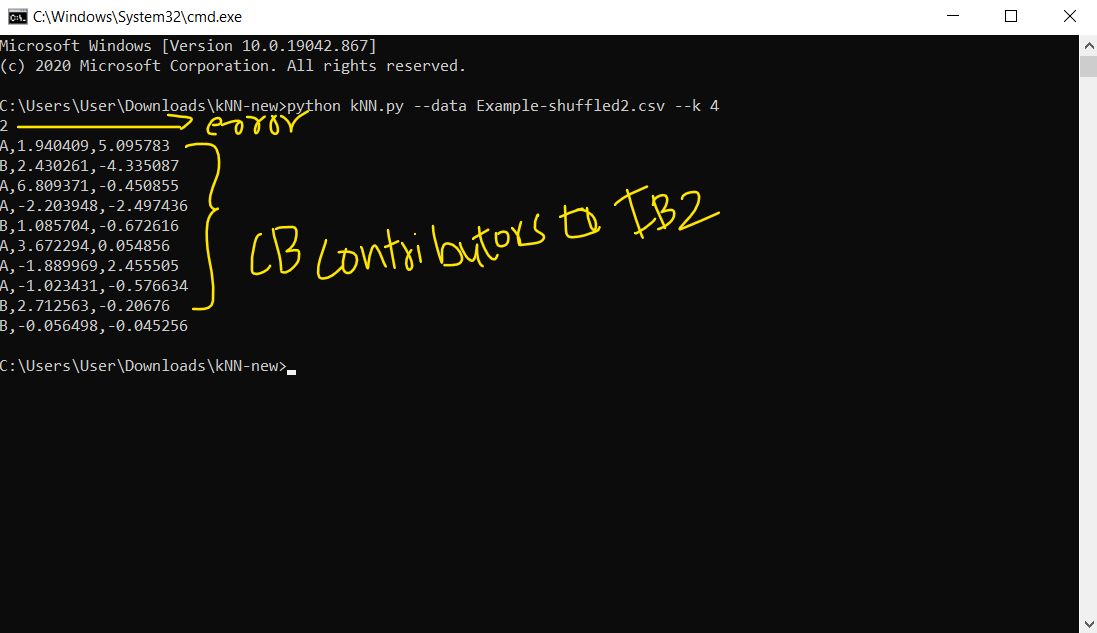 C:\Windows\System32\cmd.exe
Microsoft Windows [Version 10.0.19042.867]
(c) 2020 Microsoft Corporation. All rights reserved.
C:\Users\User\Downloads\kNN-new>python kNN.py --data Example-shuffled2.csv --k 4
2 error
A,1.940409,5.095783
B,2.430261,-4.335087
A,6.809371,-0.450855
A,-2.203948,-2.497436
B,1.085704,-0.672616
A,3.672294,0.054856
A,-1.889969,2.455505
A,-1.023431,-0.576634
B,2.712563,-0.20676
B,-0.056498,-0.045256
CB contributors to IB2
C:\Users\User\Downloads\kNN-new>